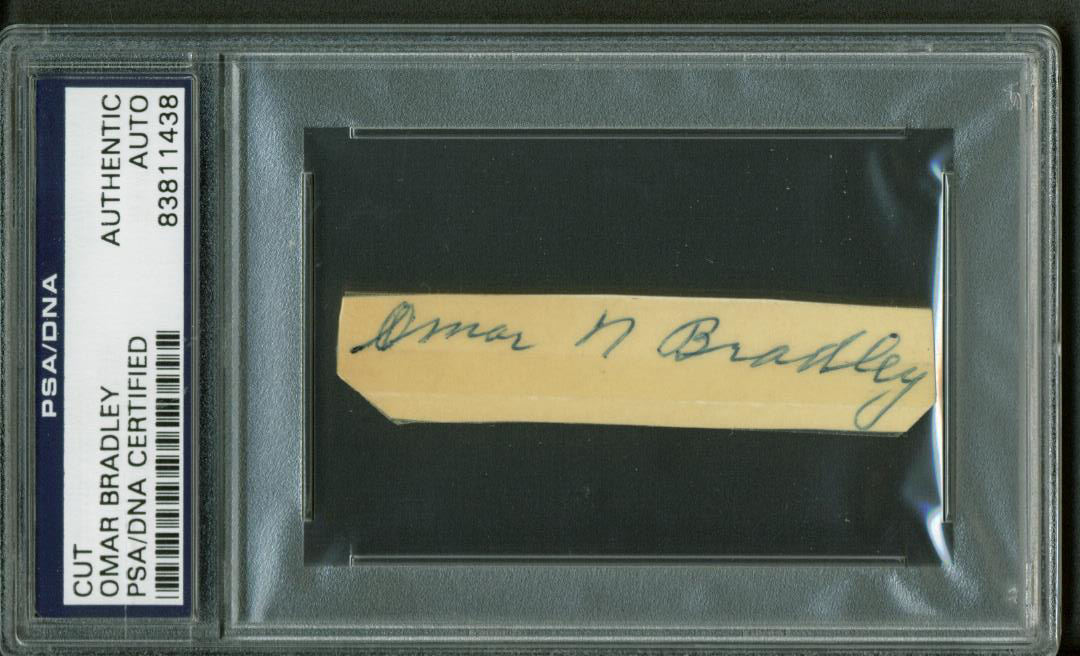 PSA/DNA
CUT
OMAR BRADLEY
PSA/DNA CERTIFIED
AUTHENTIC
AUTO
83811438
Omar N Bradley